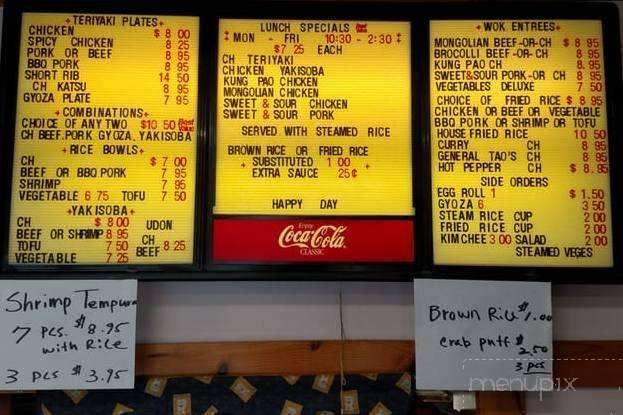 TERIYAKI PLATES
CHICKEN $ 8 00
SPICY CHICKEN 8 25
PORK OR BEEF 8 95
BBQ PORK 8 95
SHORT RIB 14 50
CH KATSU 8 95
GYOZA PLATE 7 95
COMBINATIONS
CHOICE OF ANY TWO $10 50 Best Value
CH BEEF.PORK GYOZA, YAKISOBA
RICE BOWLS
CH $ 7 00
BEEF OR BBQ PORK 7 95
SHRIMP 7 95
VEGETABLE 6 75 TOFU 7 50
YAKISOBA
CH $ 8 00 UDON
BEEF OR SHRIMP 8 95 CH
TOFU 7 50 BEEF 8 25
VEGETABLE 7 25
LUNCH SPECIALS
MON - FRI 10:30 - 2:30
$7 25 EACH
CH TERIYAKI
CHICKEN YAKISOBA
KUNG PAO CHICKEN
MONGOLIAN CHICKEN
SWEET & SOUR CHICKEN
SWEET & SOUR PORK
SERVED WITH STEAMED RICE
BROWN RICE OR FRIED RICE
+ SUBSTITUTED 1 00 +
EXTRA SAUCE 25¢
HAPPY DAY
Enjoy
Coca-Cola
CLASSIC
WOK ENTREES
MONGOLIAN BEEF-OR-CH $ 8 95
BROCOLLI BEEF-OR-CH 8 95
KUNG PAO CH 8. 95
SWEET&SOUR PORK-OR CH 8 95
VEGETABLES DELUXE 7 50
CHOICE OF FRIED RICE $ 8 95
CHICKEN OR BEEF OR VEGETABLE
BBQ PORK OR SHRIMP OR TOFU
HOUSE FRIED RICE 10 50
CURRY CH 8 95
GENERAL TAO'S CH 8 95
HOT PEPPER CH $ 8. 95
SIDE ORDERS
EGG ROLL 1 $ 1.50
GYOZA 6 3 50
STEAM RICE CUP 2 00
FRIED RICE CUP 2 00
KIM CHEE 3 00 SALAD 2 00
STEAMED VEGES
Shrimp Tempura
7 pcs. $8.95
with Rice
3 pcs $3.95
Brown Rice $1.00
crab puff $2.50
3 pcs
menupix